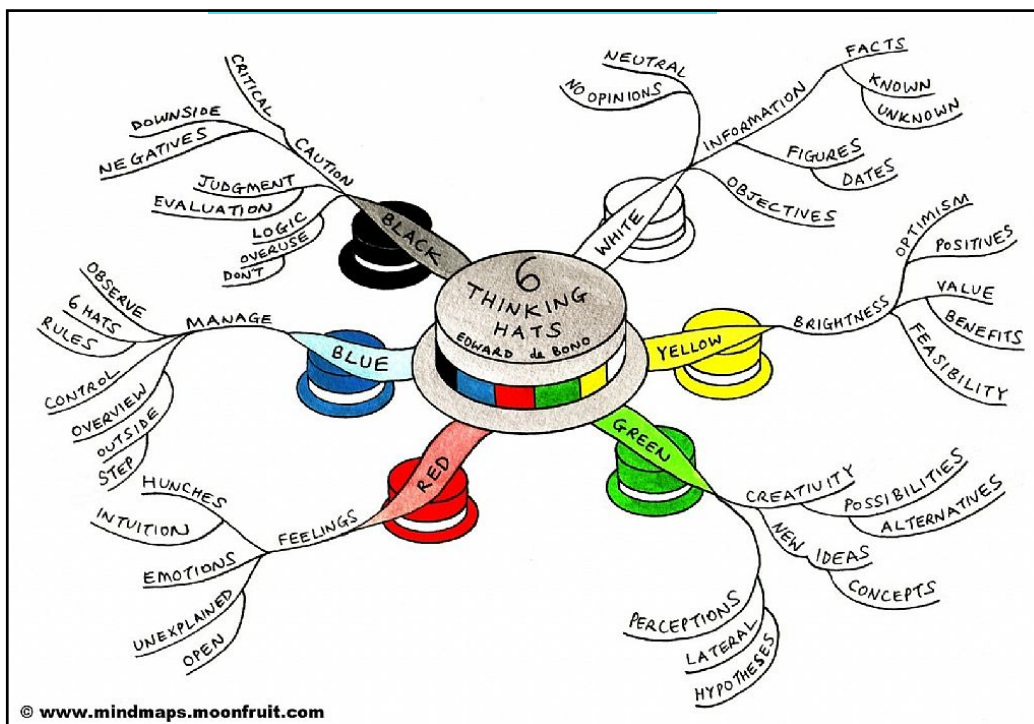 6
THINKING
HATS
EDWARD de BONO
WHITE
NEUTRAL
NO OPINIONS
INFORMATION
FACTS
KNOWN
UNKNOWN
FIGURES
DATES
OBJECTIVES
YELLOW
BRIGHTNESS
OPTIMISM
POSITIVES
VALUE
BENEFITS
FEASIBILITY
GREEN
CREATIVITY
POSSIBILITIES
ALTERNATIVES
NEW IDEAS
CONCEPTS
PERCEPTIONS
LATERAL
HYPOTHESES
RED
FEELINGS
HUNCHES
INTUITION
EMOTIONS
UNEXPLAINED
OPEN
BLUE
MANAGE
OBSERVE
6 HATS
RULES
CONTROL
OVERVIEW
OUTSIDE
STEP
BLACK
CAUTION
CRITICAL
DOWNSIDE
NEGATIVES
JUDGMENT
EVALUATION
LOGIC
OVERUSE
DON'T
© www.mindmaps.moonfruit.com